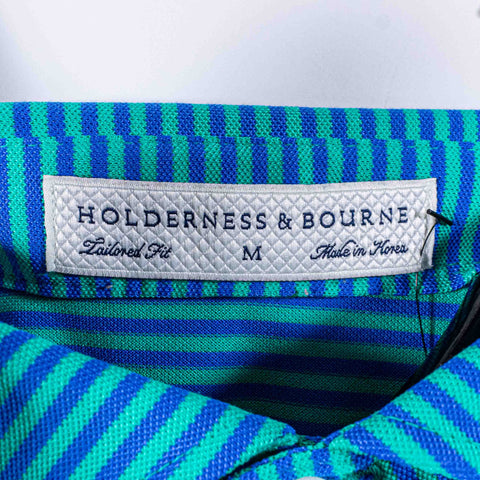 HOLDERNESS & BOURNE
Tailored Fit M Made in Korea